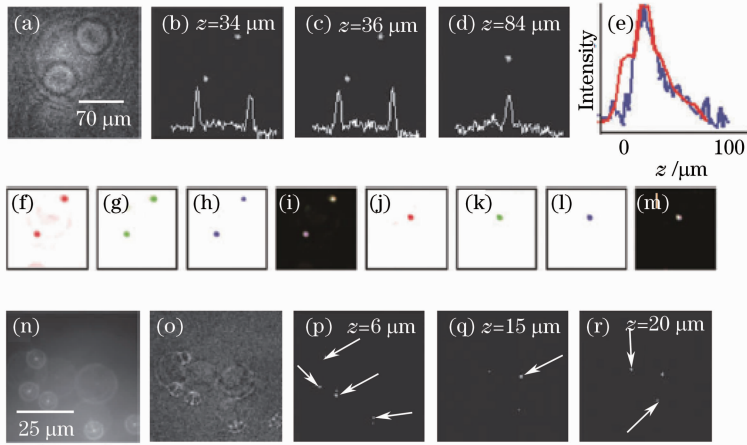 (a)
70 μm
(b) z=34 μm
(c) z=36 μm
(d) z=84 μm
(e)
Intensity
0
100
z /μm
(f)
(g)
(h)
(i)
(j)
(k)
(l)
(m)
(n)
25 μm
(o)
(p) z=6 μm
(q) z=15 μm
(r) z=20 μm